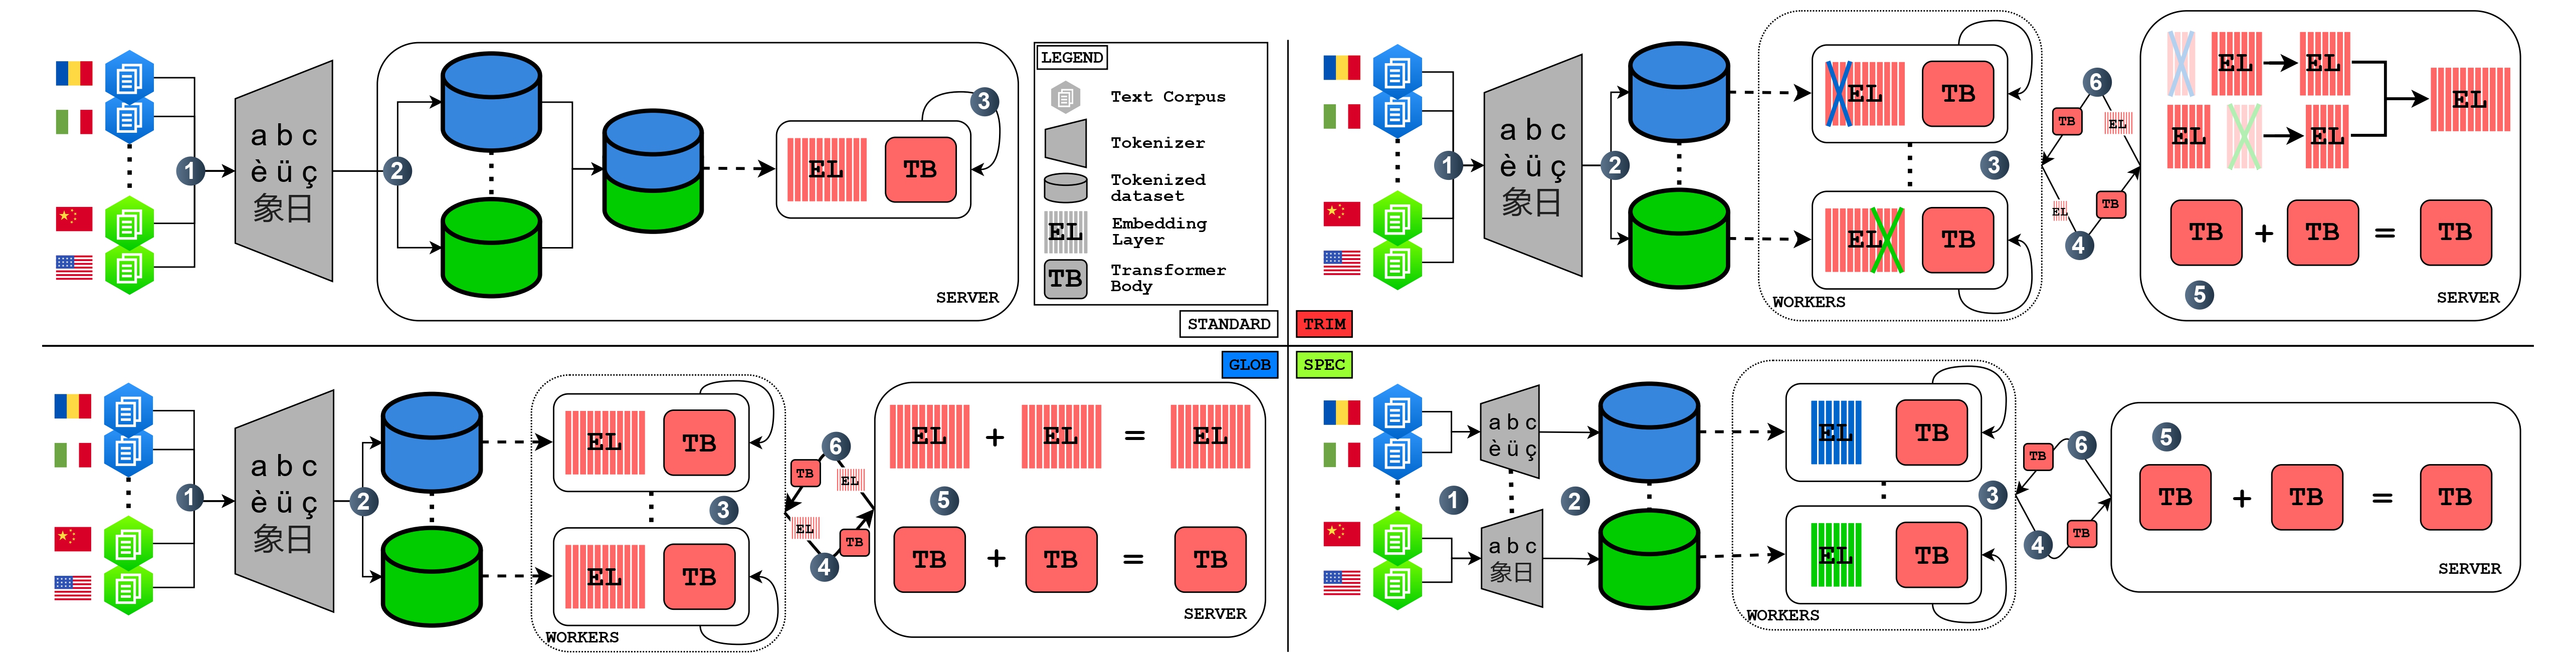 1
a b c
è ü ç
象日
2
EL
TB
3
SERVER
LEGEND
Text Corpus
Tokenizer
Tokenized
dataset
EL
Embedding
Layer
TB
Transformer
Body
STANDARD
1
a b c
è ü ç
象日
2
EL
TB
EL
TB
3
WORKERS
6
TB
EL
EL
TB
4
EL
EL
EL
EL
EL
TB + TB = TB
5
SERVER
TRIM
GLOB
1
a b c
è ü ç
象日
2
EL
TB
EL
TB
3
WORKERS
6
TB
EL
EL
TB
4
EL + EL = EL
5
TB + TB = TB
SERVER
SPEC
a b c
è ü ç
1
2
a b c
象日
EL
TB
EL
TB
3
WORKERS
6
TB
TB
4
5
TB + TB = TB
SERVER